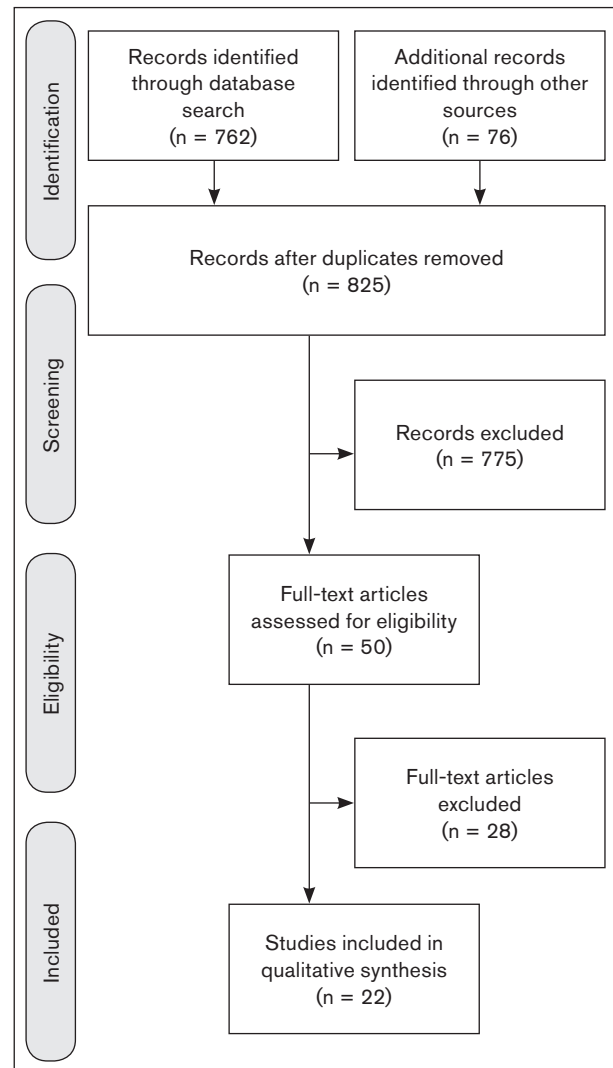 Identification
Records identified
through database
search
(n = 762)
Additional records
identified through other
sources
(n = 76)
Records after duplicates removed
(n = 825)
Screening
Records excluded
(n = 775)
Eligibility
Full-text articles
assessed for eligibility
(n = 50)
Full-text articles
excluded
(n = 28)
Included
Studies included in
qualitative synthesis
(n = 22)